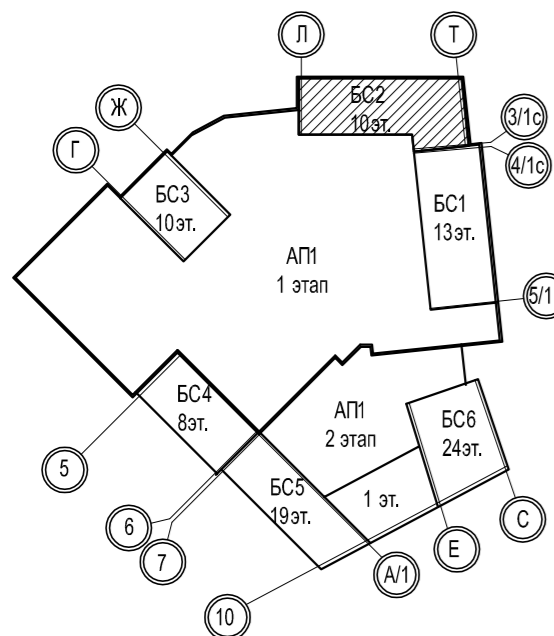 Л
Т
Ж
БС2
10эт.
3/1с
4/1с
Г
БС3
10эт.
БС1
13эт.
АП1
1 этап
5/1
БС4
8эт.
АП1
2 этап
БС6
24эт.
5
БС5
19эт.
1 эт.
6
7
Е
С
А/1
10